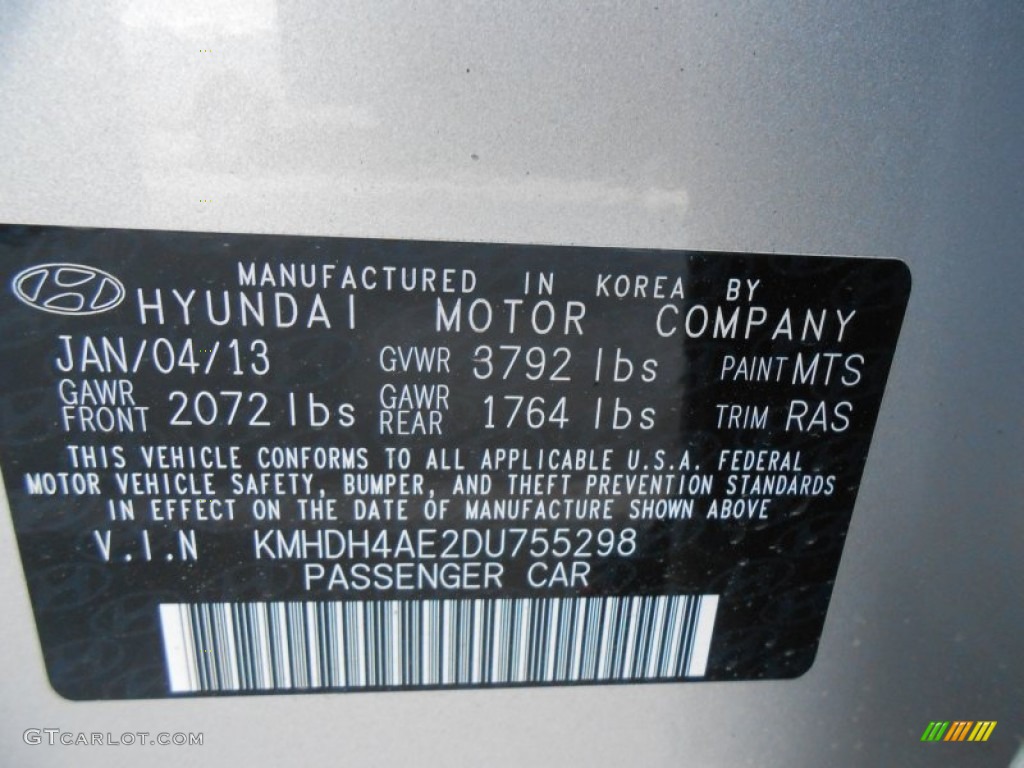 MANUFACTURED IN KOREA BY
HYUNDAI MOTOR COMPANY
JAN/04/13 GVWR 3792 lbs PAINT MTS
GAWR FRONT 2072 lbs GAWR REAR 1764 lbs TRIM RAS
THIS VEHICLE CONFORMS TO ALL APPLICABLE U.S.A. FEDERAL
MOTOR VEHICLE SAFETY, BUMPER, AND THEFT PREVENTION STANDARDS
IN EFFECT ON THE DATE OF MANUFACTURE SHOWN ABOVE
V.I.N KMHDH4AE2DU755298
PASSENGER CAR
GTCARLOT.COM